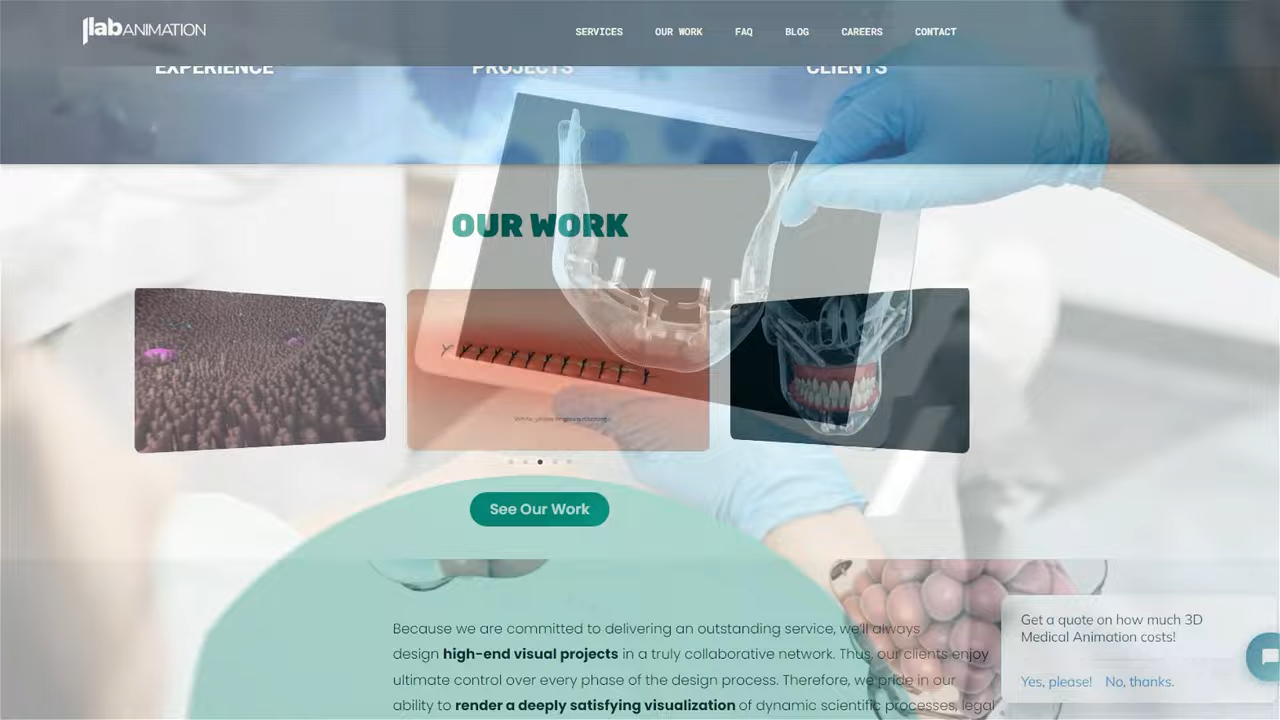 Jlab ANIMATION
SERVICES OUR WORK FAQ BLOG CAREERS CONTACT
EXPERIENCE PROJECTS CLIENTS
OUR WORK
See Our Work
Because we are committed to delivering an outstanding service, we'll always
design high-end visual projects in a truly collaborative network. Thus, our clients enjoy
ultimate control over every phase of the design process. Therefore, we pride in our
ability to render a deeply satisfying visualization of dynamic scientific processes, legal
Get a quote on how much 3D
Medical Animation costs!
Yes, please! No, thanks.